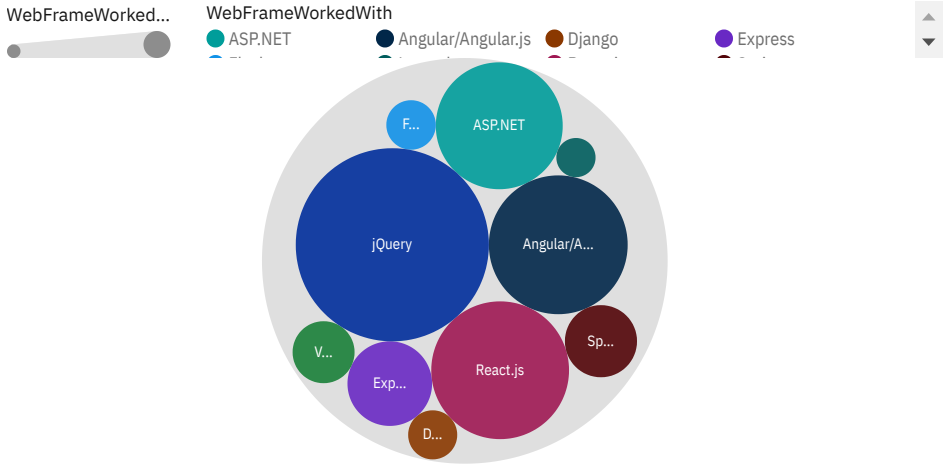 WebFrameWorked...
WebFrameWorkedWith
ASP.NET
Angular/Angular.js
Django
Express
F...
ASP.NET
jQuery
Angular/A...
V...
Exp...
React.js
Sp...
D...